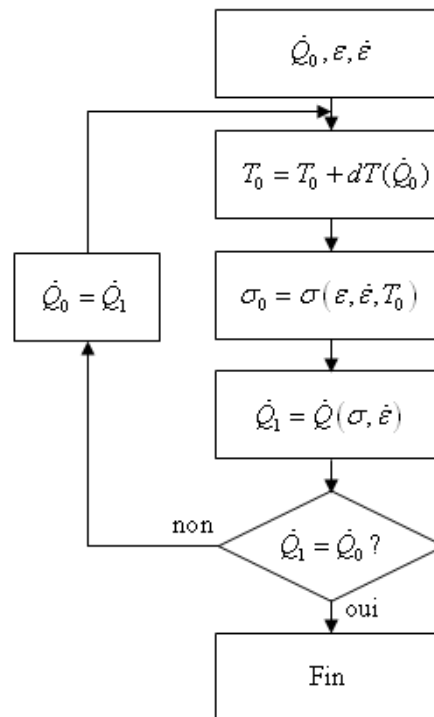 Q̇₀, ε, ε̇
T₀ = T₀ + dT(Q̇₀)
σ₀ = σ(ε, ε̇, T₀)
Q̇₀ = Q̇₁
Q̇₁ = Q̇(σ, ε̇)
non
Q̇₁ = Q̇₀ ?
oui
Fin